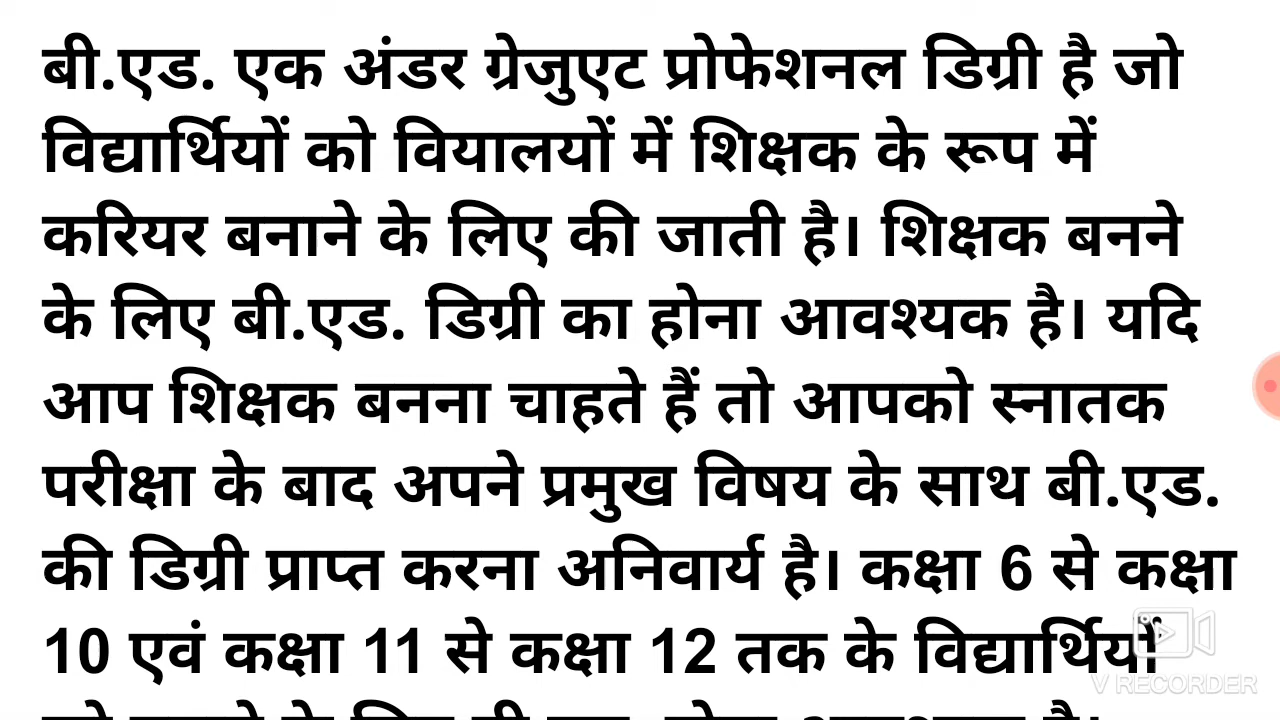 बी.एड. एक अंडर ग्रेजुएट प्रोफेशनल डिग्री है जो
विद्यार्थियों को वियालयों में शिक्षक के रूप में
करियर बनाने के लिए की जाती है। शिक्षक बनने
के लिए बी.एड. डिग्री का होना आवश्यक है। यदि
आप शिक्षक बनना चाहते हैं तो आपको स्नातक
परीक्षा के बाद अपने प्रमुख विषय के साथ बी.एड.
की डिग्री प्राप्त करना अनिवार्य है। कक्षा 6 से कक्षा
10 एवं कक्षा 11 से कक्षा 12 तक के विद्यार्थियों
V RECORDER